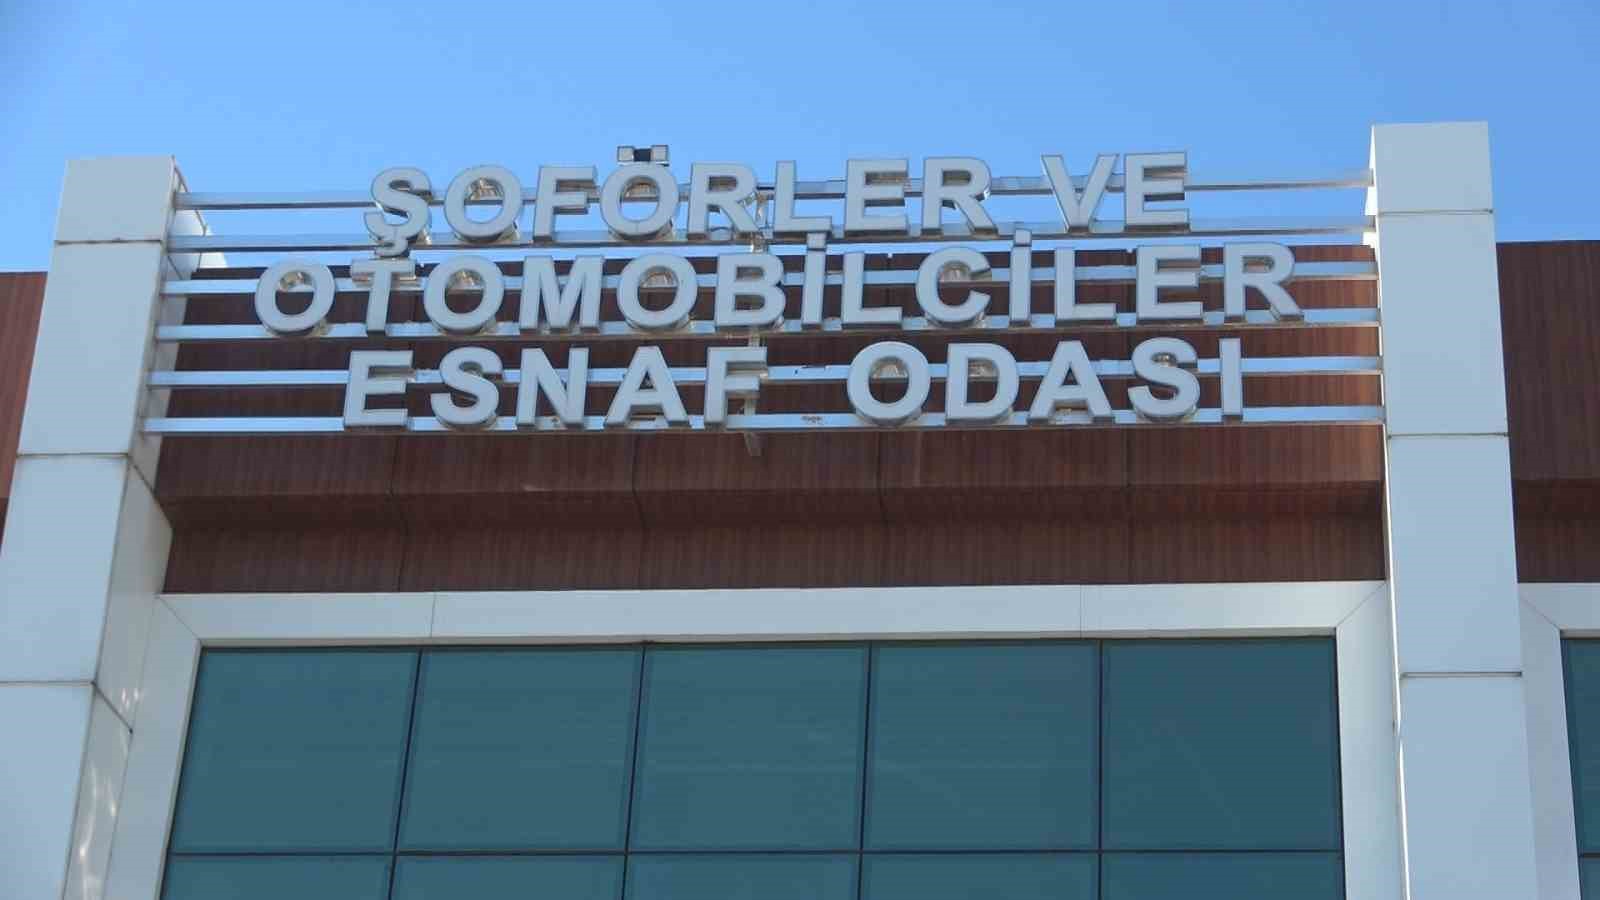 ŞOFÖRLER VE
OTOMOBİLCİLER
ESNAF ODASI